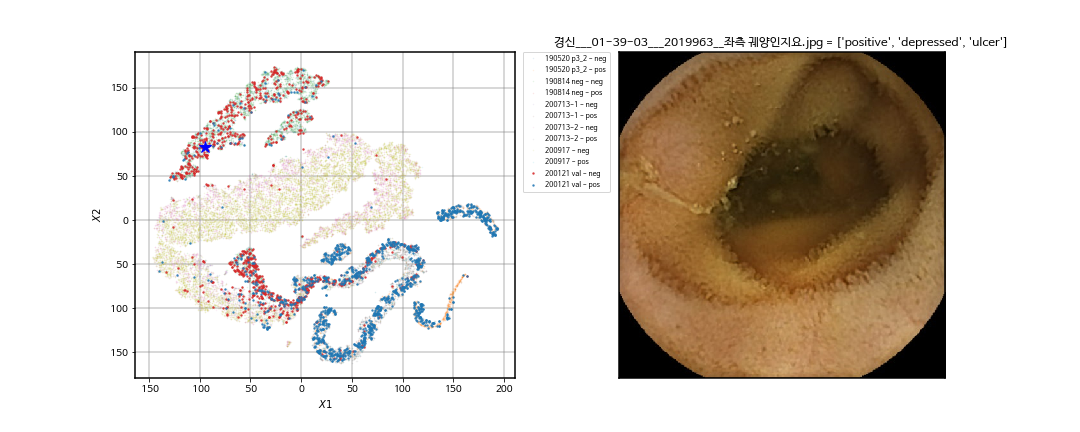 경신___01-39-03___2019963__좌측 궤양인지요.jpg = ['positive', 'depressed', 'ulcer']
190520 p3_2 – neg
190520 p3_2 – pos
190814 neg – neg
190814 neg – pos
200713–1 – neg
200713–1 – pos
200713–2 – neg
200713–2 – pos
200917 – neg
200917 – pos
200121 val – neg
200121 val – pos
X2
150
100
50
0
50
100
150
150 100 50 0 50 100 150 200
X1